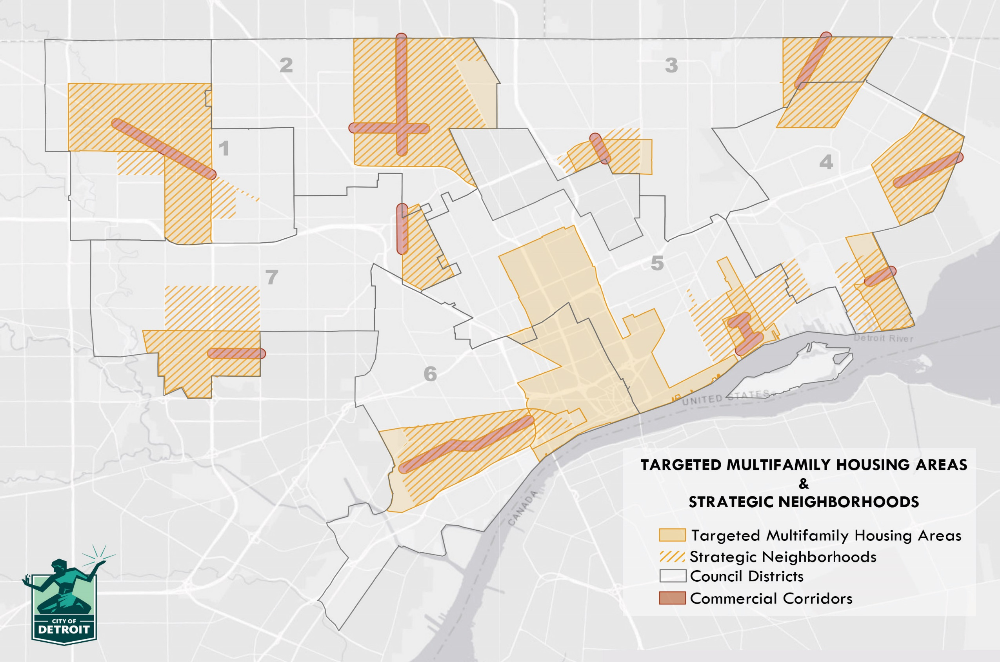 2
3
1
4
5
7
6
Detroit River
UNITED STATES
CANADA
TARGETED MULTIFAMILY HOUSING AREAS
&
STRATEGIC NEIGHBORHOODS
Targeted Multifamily Housing Areas
Strategic Neighborhoods
Council Districts
Commercial Corridors
CITY OF
DETROIT